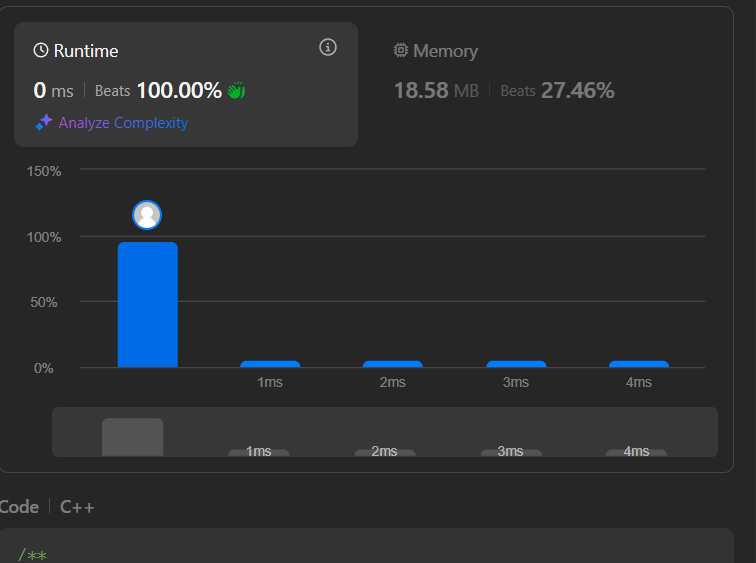 Runtime
Memory
0 ms Beats 100.00%
18.58 MB Beats 27.46%
Analyze Complexity
150%
100%
50%
0%
1ms 2ms 3ms 4ms
1ms 2ms 3ms 4ms
Code C++
/**